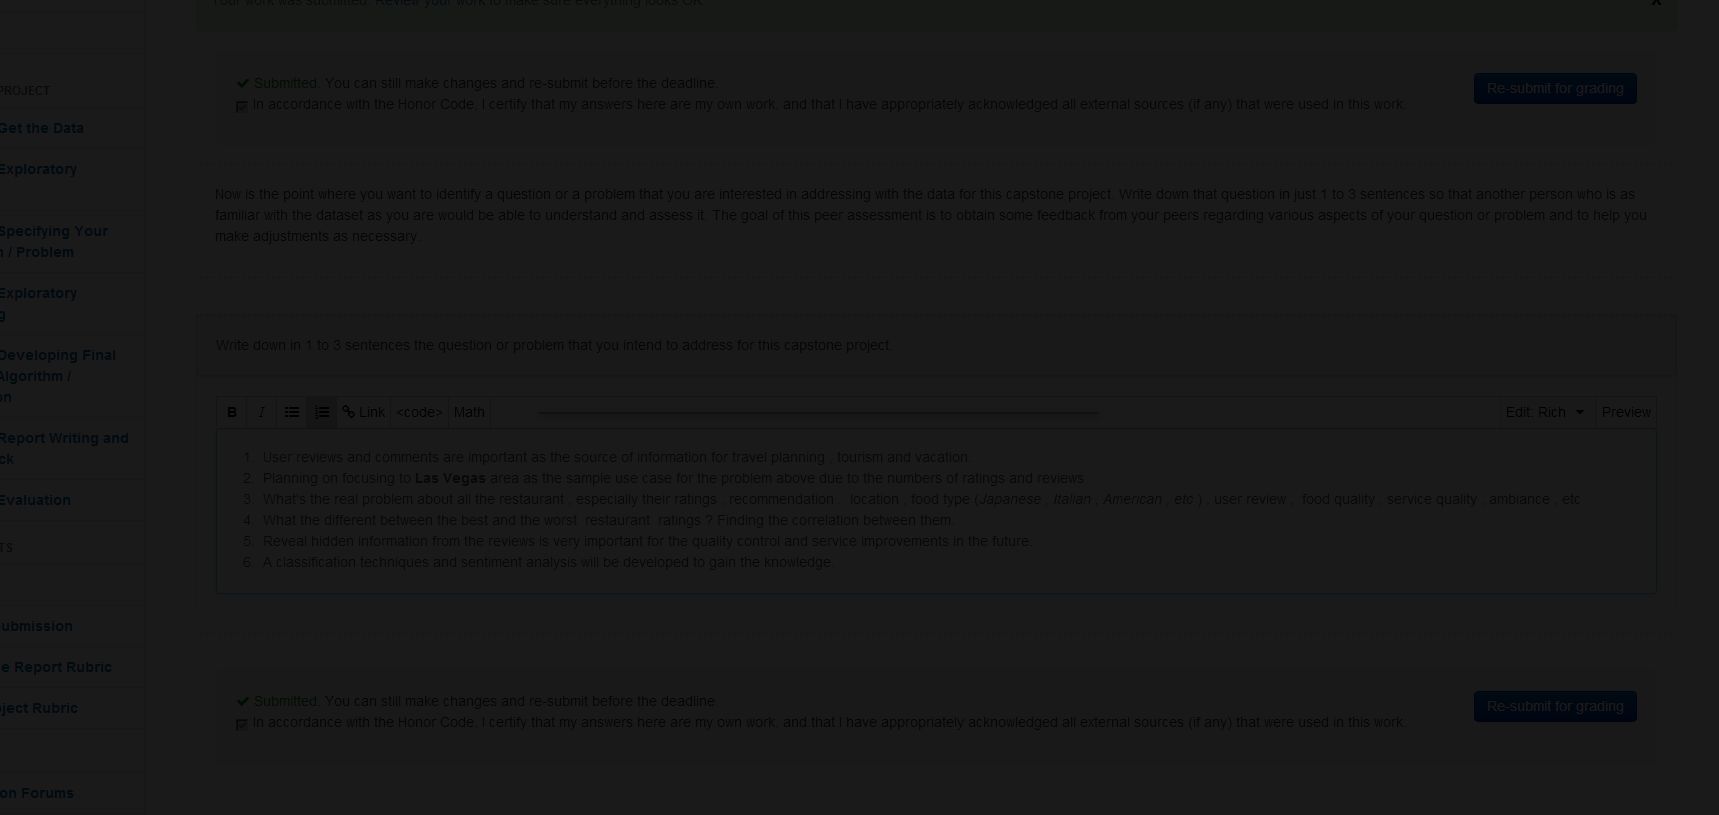 Your work was submitted. Review your work to make sure everything looks OK
x
PROJECT
Get the Data
Exploratory
Specifying Your
n / Problem
Exploratory
g
Developing Final
Algorithm /
on
Report Writing and
ck
Evaluation
TS
ubmission
e Report Rubric
ject Rubric
on Forums
Submitted. You can still make changes and re-submit before the deadline.
In accordance with the Honor Code, I certify that my answers here are my own work, and that I have appropriately acknowledged all external sources (if any) that were used in this work.
Re-submit for grading
Now is the point where you want to identify a question or a problem that you are interested in addressing with the data for this capstone project. Write down that question in just 1 to 3 sentences so that another person who is as
familiar with the dataset as you are would be able to understand and assess it. The goal of this peer assessment is to obtain some feedback from your peers regarding various aspects of your question or problem and to help you
make adjustments as necessary.
Write down in 1 to 3 sentences the question or problem that you intend to address for this capstone project.
B I Link <code> Math Edit: Rich Preview
1. User reviews and comments are important as the source of information for travel planning , tourism and vacation.
2. Planning on focusing to Las Vegas area as the sample use case for the problem above due to the numbers of ratings and reviews
3. What's the real problem about all the restaurant , especially their ratings , recommendation , location , food type (Japanese , Italian , American , etc ) , user review , food quality , service quality , ambiance , etc
4. What the different between the best and the worst restaurant ratings ? Finding the correlation between them.
5. Reveal hidden information from the reviews is very important for the quality control and service improvements in the future.
6. A classification techniques and sentiment analysis will be developed to gain the knowledge.
Submitted. You can still make changes and re-submit before the deadline.
In accordance with the Honor Code, I certify that my answers here are my own work, and that I have appropriately acknowledged all external sources (if any) that were used in this work.
Re-submit for grading